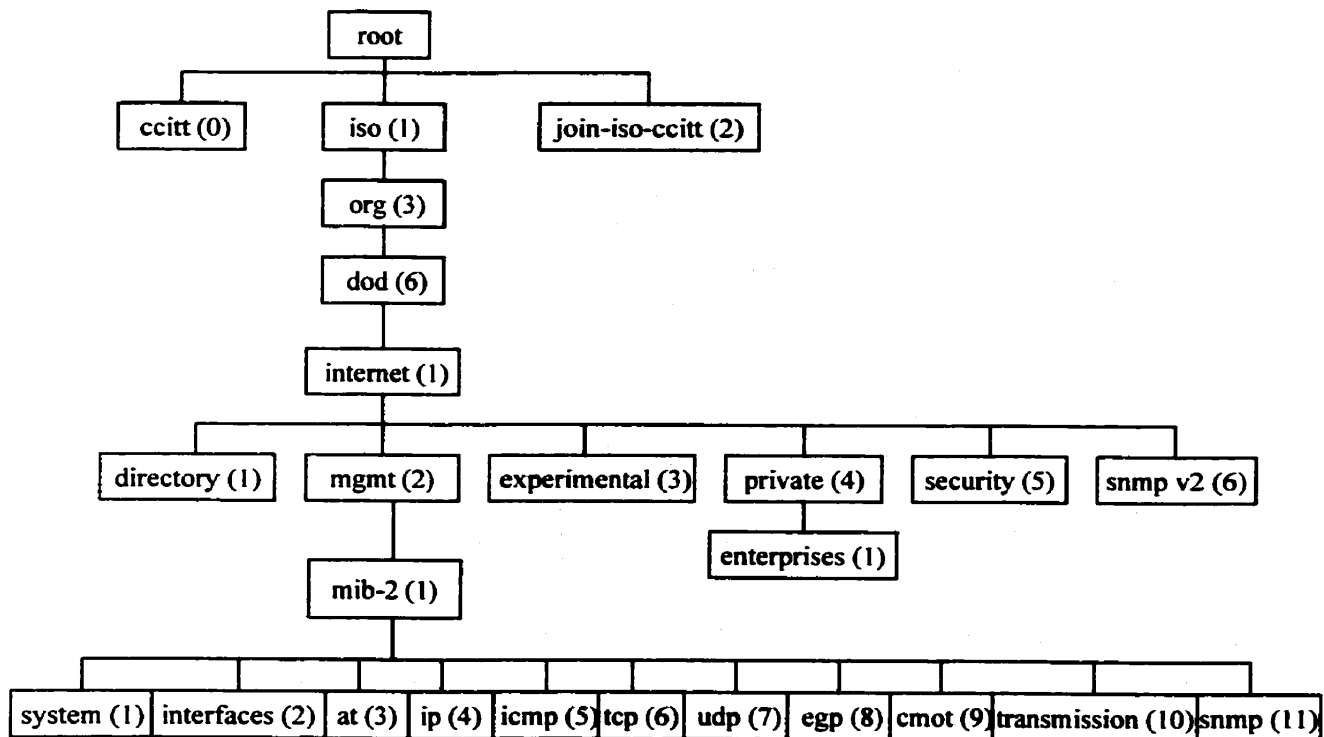 root
ccitt (0)
iso (1)
join-iso-ccitt (2)
org (3)
dod (6)
internet (1)
directory (1)
mgmt (2)
experimental (3)
private (4)
security (5)
snmp v2 (6)
enterprises (1)
mib-2 (1)
system (1)
interfaces (2)
at (3)
ip (4)
icmp (5)
tcp (6)
udp (7)
egp (8)
cmot (9)
transmission (10)
snmp (11)